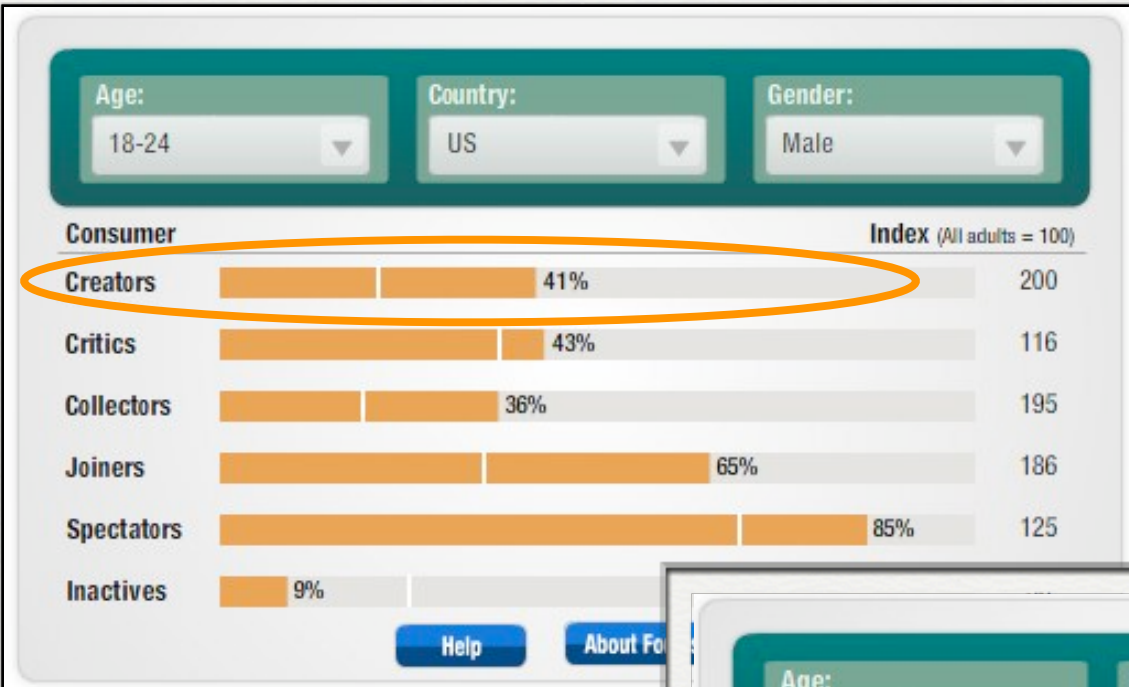 Age: Country: Gender:
18-24 US Male
Consumer Index (All adults = 100)
Creators 41% 200
Critics 43% 116
Collectors 36% 195
Joiners 65% 186
Spectators 85% 125
Inactives 9%
Help About
Age: